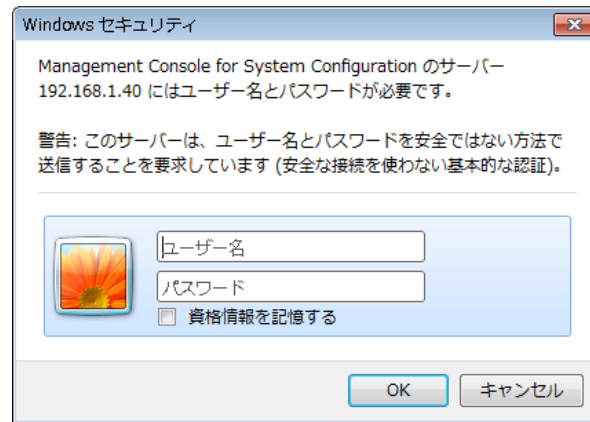 Windows セキュリティ
Management Console for System Configuration のサーバー
192.168.1.40 にはユーザー名とパスワードが必要です。
警告: このサーバーは、ユーザー名とパスワードを安全ではない方法で
送信することを要求しています (安全な接続を使わない基本的な認証)。
ユーザー名
パスワード
資格情報を記憶する
OK キャンセル